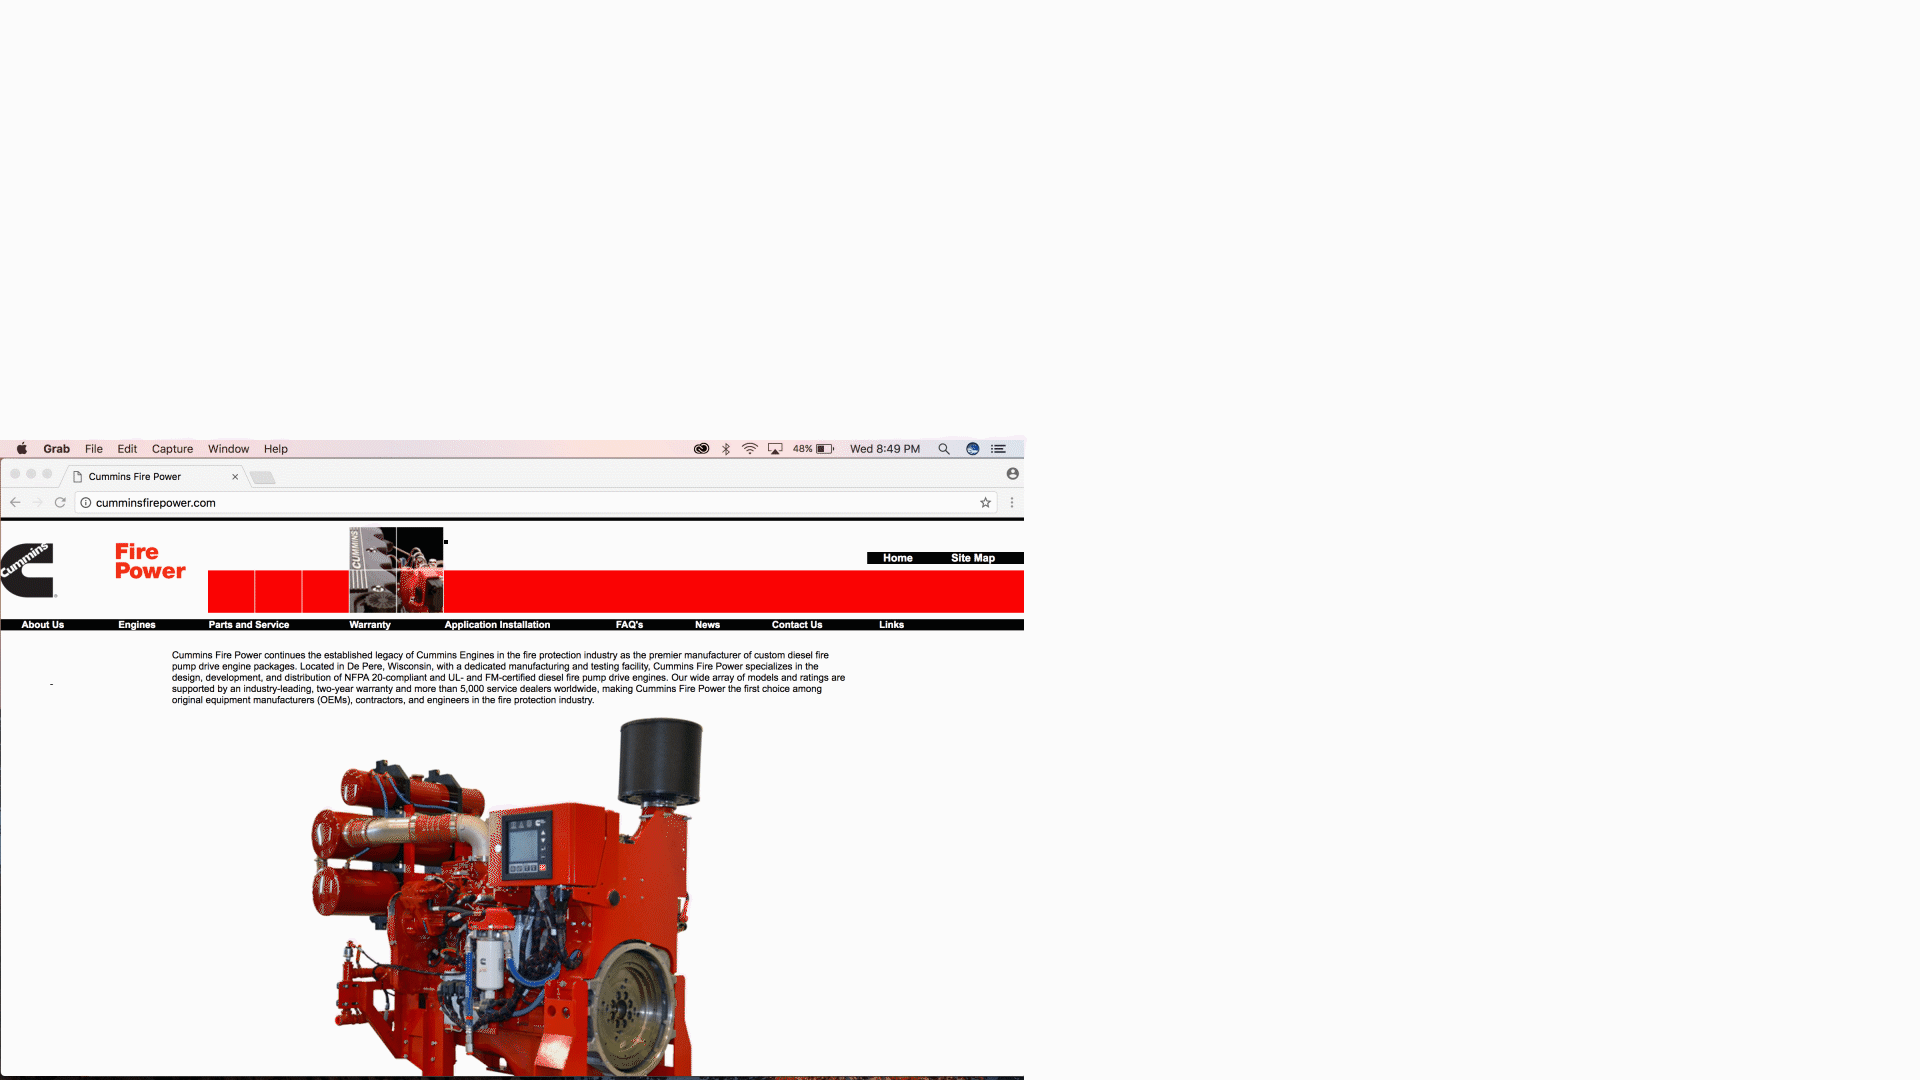 Grab File Edit Capture Window Help 48% Wed 8:49 PM
Cummins Fire Power
cumminsfirepower.com
Cummins
Fire
Power
CUMMINS
Home Site Map
About Us Engines Parts and Service Warranty Application Installation FAQ's News Contact Us Links
Cummins Fire Power continues the established legacy of Cummins Engines in the fire protection industry as the premier manufacturer of custom diesel fire
pump drive engine packages. Located in De Pere, Wisconsin, with a dedicated manufacturing and testing facility, Cummins Fire Power specializes in the
design, development, and distribution of NFPA 20-compliant and UL- and FM-certified diesel fire pump drive engines. Our wide array of models and ratings are
supported by an industry-leading, two-year warranty and more than 5,000 service dealers worldwide, making Cummins Fire Power the first choice among
original equipment manufacturers (OEMs), contractors, and engineers in the fire protection industry.
-